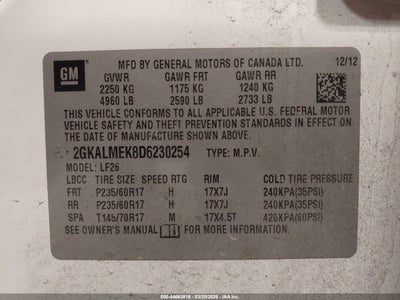 GM
MFD BY GENERAL MOTORS OF CANADA LTD.
12/12
GVWR GAWR FRT GAWR RR
2250 KG 1175 KG 1240 KG
4960 LB 2590 LB 2733 LB
THIS VEHICLE CONFORMS TO ALL APPLICABLE U.S. FEDERAL MOTOR
VEHICLE SAFETY AND THEFT PREVENTION STANDARDS IN EFFECT
ON THE DATE OF MANUFACTURE SHOWN ABOVE.
2GKALMEK8D6230254 TYPE: M.P.V.
MODEL: LF26
LBCC TIRE SIZE SPEED RTG RIM COLD TIRE PRESSURE
FRT P235/60R17 H 17X7J 240KPA(35PSI)
RR P235/60R17 H 17X7J 240KPA(35PSI)
SPA T145/70R17 M 17X4.5T 420KPA(60PSI)
SEE OWNER'S MANUAL FOR MORE INFORMATION.
000-44663916 - 03/20/2026 - IAA, Inc.